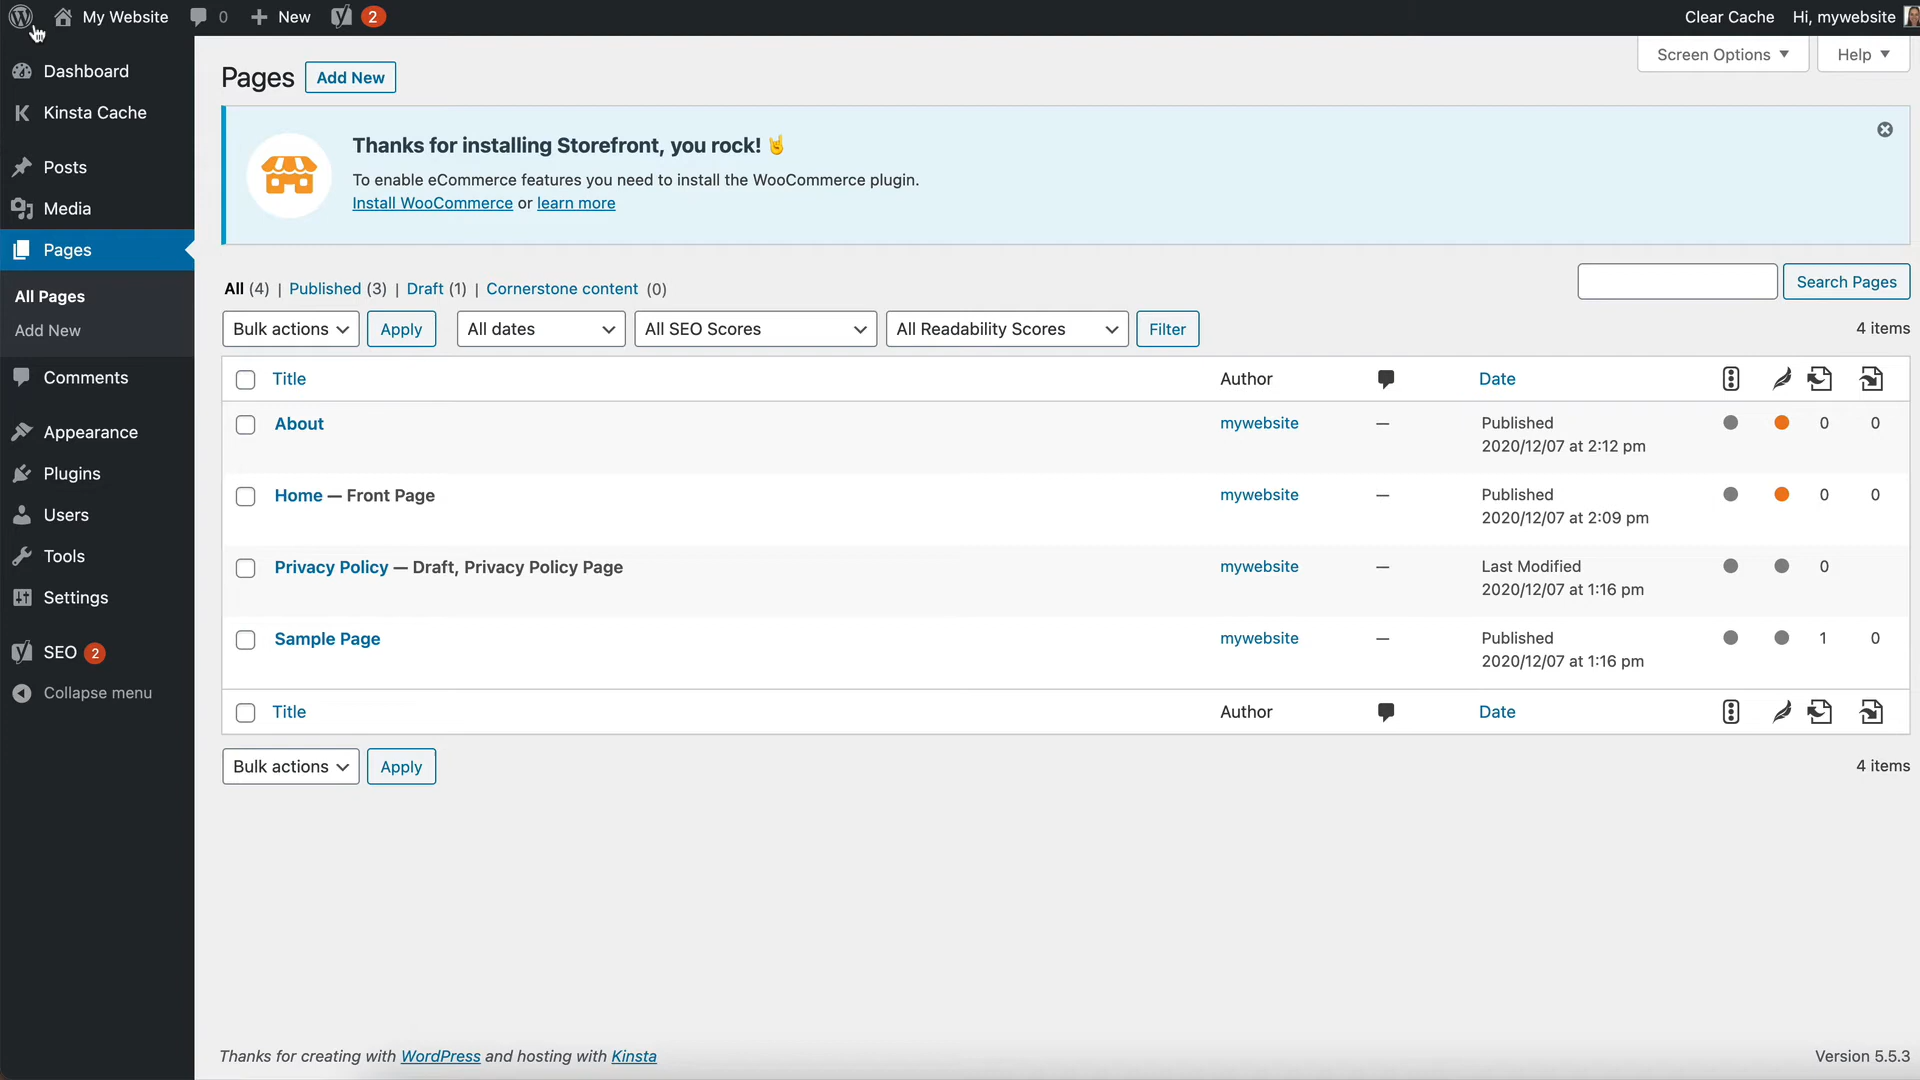 My Website 0 New 2 Clear Cache Hi, mywebsite
Dashboard
Kinsta Cache
Posts
Media
Pages
All Pages
Add New
Comments
Appearance
Plugins
Users
Tools
Settings
SEO 2
Collapse menu
Screen Options Help
Pages Add New
Thanks for installing Storefront, you rock! 🤘
To enable eCommerce features you need to install the WooCommerce plugin.
Install WooCommerce or learn more
All (4) | Published (3) | Draft (1) | Cornerstone content (0) Search Pages
Bulk actions Apply All dates All SEO Scores All Readability Scores Filter 4 items
Title Author Date
About mywebsite — Published 0 0
2020/12/07 at 2:12 pm
Home — Front Page mywebsite — Published 0 0
2020/12/07 at 2:09 pm
Privacy Policy — Draft, Privacy Policy Page mywebsite — Last Modified 0
2020/12/07 at 1:16 pm
Sample Page mywebsite — Published 1 0
2020/12/07 at 1:16 pm
Title Author Date
Bulk actions Apply 4 items
Thanks for creating with WordPress and hosting with Kinsta Version 5.5.3